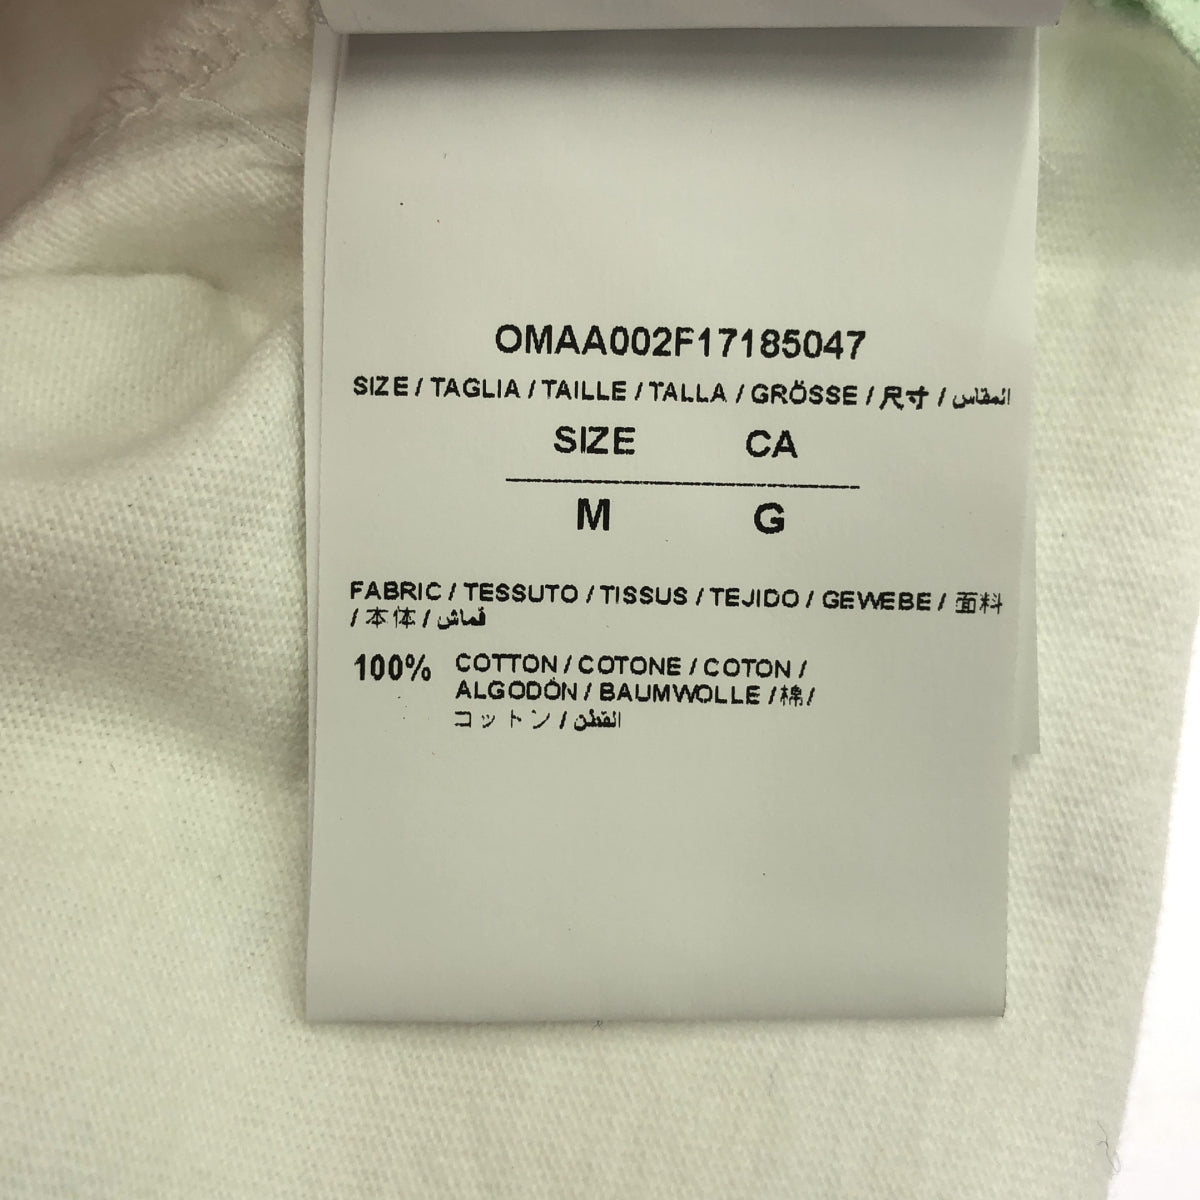 OMAA002F17185047
SIZE / TAGLIA / TAILLE / TALLA / GRÖSSE / 尺寸 / المقاس
SIZE CA
M G
FABRIC / TESSUTO / TISSUS / TEJIDO / GEWEBE / 面料
/ 本体 / قماش
100% COTTON / COTONE / COTON /
ALGODÓN / BAUMWOLLE / 棉 /
コットン / القطن